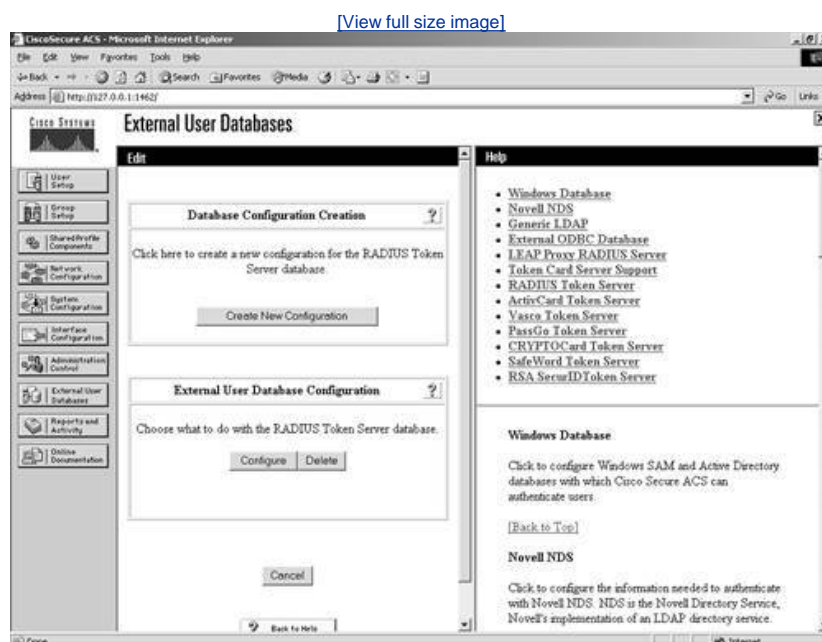 [View full size image]
CiscoSecure ACS - Microsoft Internet Explorer
File Edit View Favorites Tools Help
Back Search Favorites Media
Address http://127.0.0.1:1462/ Go Links
Cisco Systems
External User Databases
User Setup
Group Setup
Shared Profile Components
Network Configuration
System Configuration
Interface Configuration
Administration Control
External User Databases
Reports and Activity
Online Documentation
Edit
Database Configuration Creation ?
Click here to create a new configuration for the RADIUS Token
Server database
Create New Configuration
External User Database Configuration ?
Choose what to do with the RADIUS Token Server database.
Configure Delete
Cancel
? Back to Help
Help
• Windows Database
• Novell NDS
• Generic LDAP
• External ODBC Database
• LEAP Proxy RADIUS Server
• Token Card Server Support
• RADIUS Token Server
• ActivCard Token Server
• Vasco Token Server
• PassGo Token Server
• CRYPTOCard Token Server
• SafeWord Token Server
• RSA SecurIDToken Server
Windows Database
Click to configure Windows SAM and Active Directory
databases with which Cisco Secure ACS can
authenticate users.
[Back to Top]
Novell NDS
Click to configure the information needed to authenticate
with Novell NDS. NDS is the Novell Directory Service,
Novell's implementation of an LDAP directory service.
Done Internet